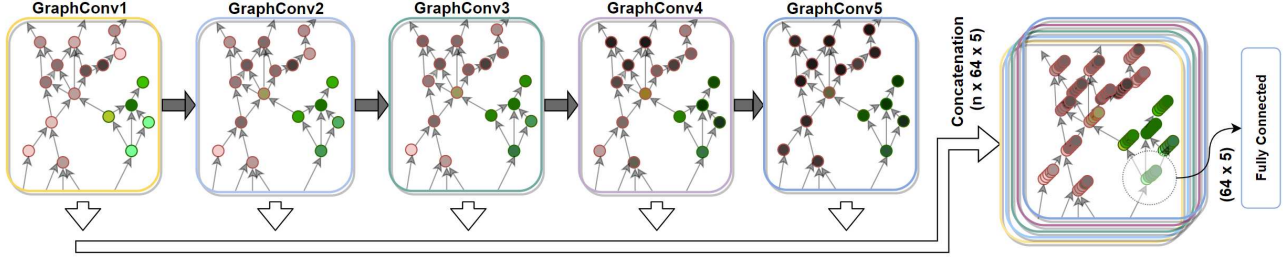 GraphConv1
GraphConv2
GraphConv3
GraphConv4
GraphConv5
Concatenation
(n x 64 x 5)
(64 x 5)
Fully Connected